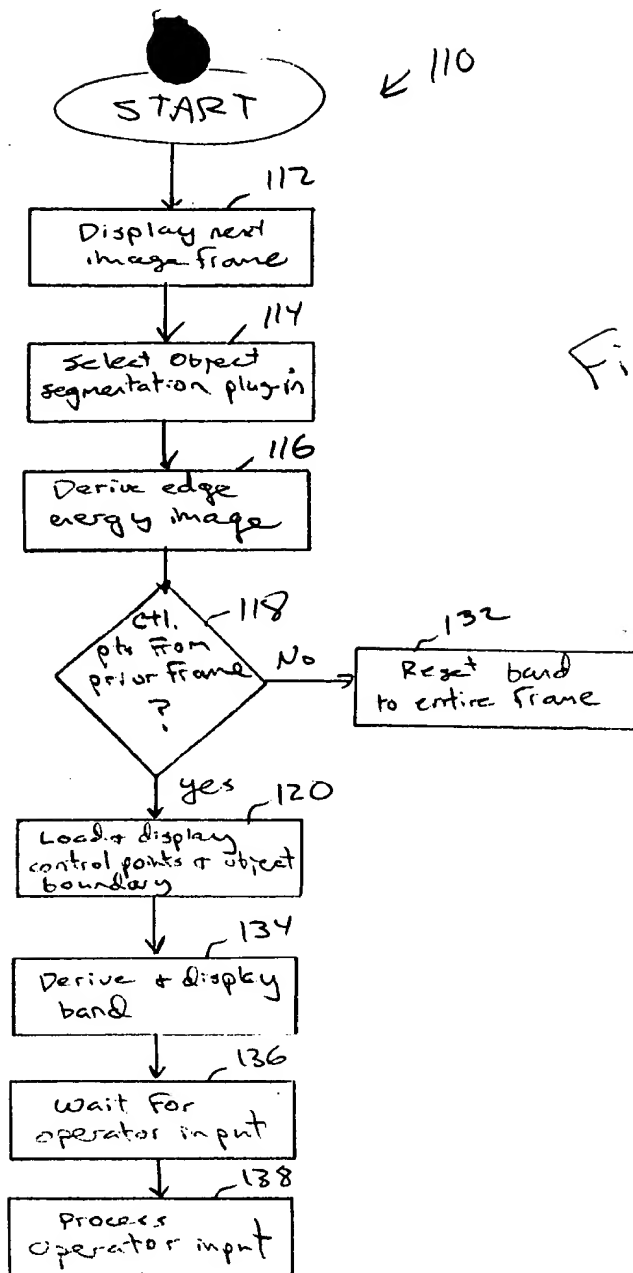 110
START
112
Display next
image frame
114
Select Object
segmentation plug-in
Fi
116
Derive edge
energy image
118
Ctl.
pts from
prior frame
?
No
132
Reset band
to entire frame
yes
120
Load + display
control points + object
boundary
134
Derive + display
band
136
Wait for
operator input
138
Process
operator input